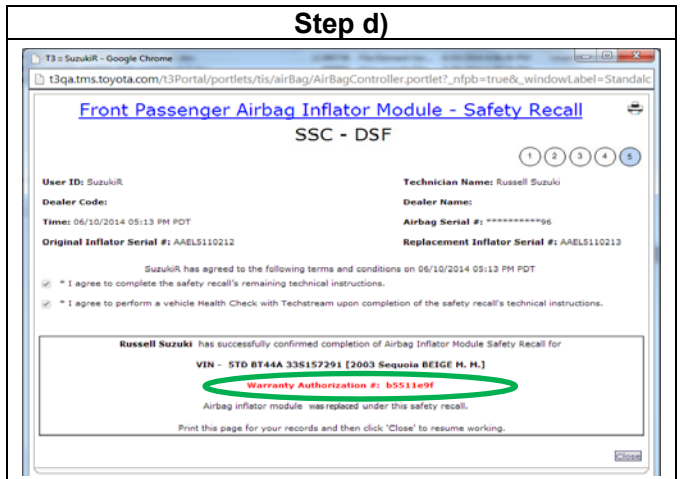 Step d)
T3 :: SuzukiR - Google Chrome
t3qa.tms.toyota.com/t3Portal/portlets/tis/airBag/AirBagController.portlet?_nfpb=true&_windowLabel=Standalc
Front Passenger Airbag Inflator Module - Safety Recall
SSC - DSF
1 2 3 4 5
User ID: SuzukiR Technician Name: Russell Suzuki
Dealer Code: Dealer Name:
Time: 06/10/2014 05:13 PM PDT Airbag Serial #: **********96
Original Inflator Serial #: AAEL5110212 Replacement Inflator Serial #: AAEL5110213
SuzukiR has agreed to the following terms and conditions on 06/10/2014 05:13 PM PDT
* I agree to complete the safety recall's remaining technical instructions.
* I agree to perform a vehicle Health Check with Techstream upon completion of the safety recall's technical instructions.
Russell Suzuki has successfully confirmed completion of Airbag Inflator Module Safety Recall for
VIN - 5TD BT44A 33S157291 [2003 Sequoia BEIGE M. M.]
Warranty Authorization #: b5511e9f
Airbag inflator module was replaced under this safety recall.
Print this page for your records and then click 'Close' to resume working.
Close